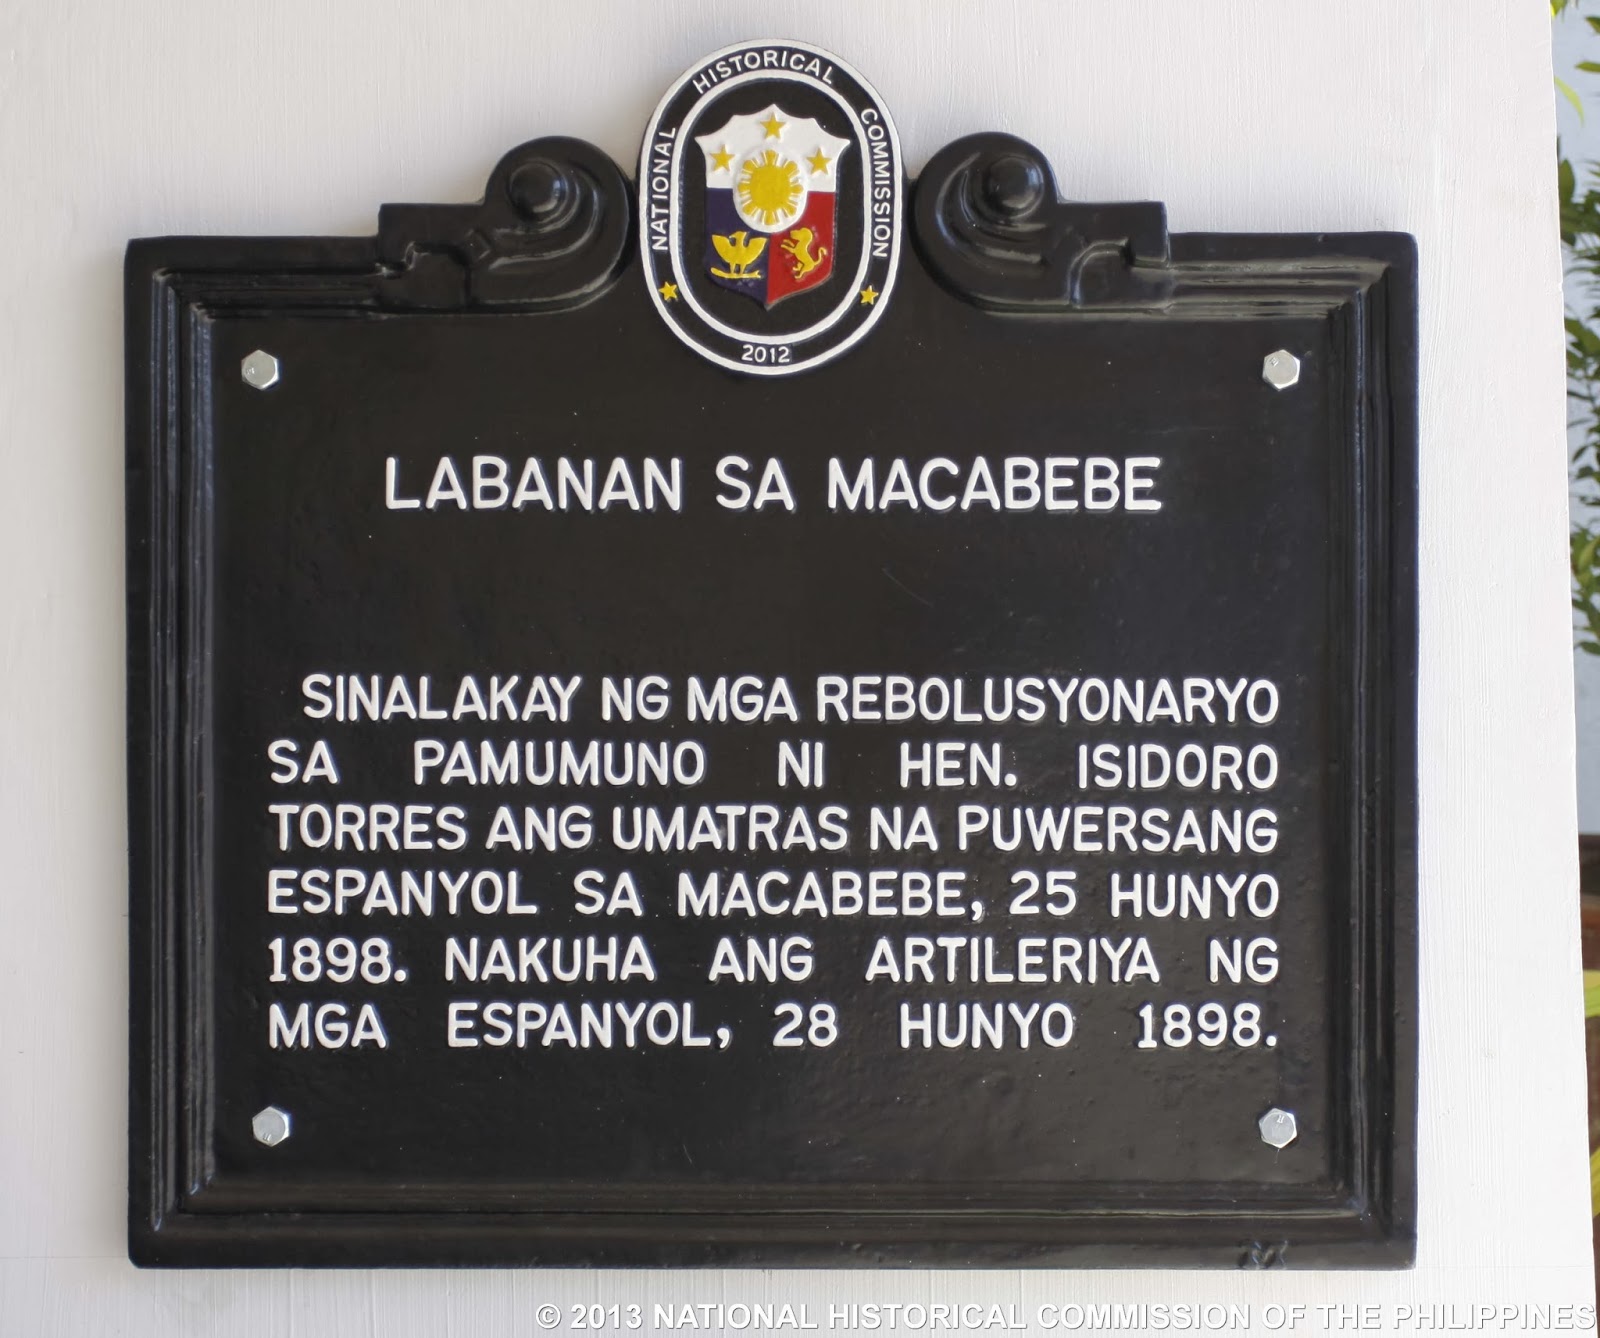 NATIONAL HISTORICAL COMMISSION
2012
LABANAN SA MACABEBE
SINALAKAY NG MGA REBOLUSYONARYO
SA PAMUMUNO NI HEN. ISIDORO
TORRES ANG UMATRAS NA PUWERSANG
ESPANYOL SA MACABEBE, 25 HUNYO
1898. NAKUHA ANG ARTILERIYA NG
MGA ESPANYOL, 28 HUNYO 1898.
© 2013 NATIONAL HISTORICAL COMMISSION OF THE PHILIPPINES